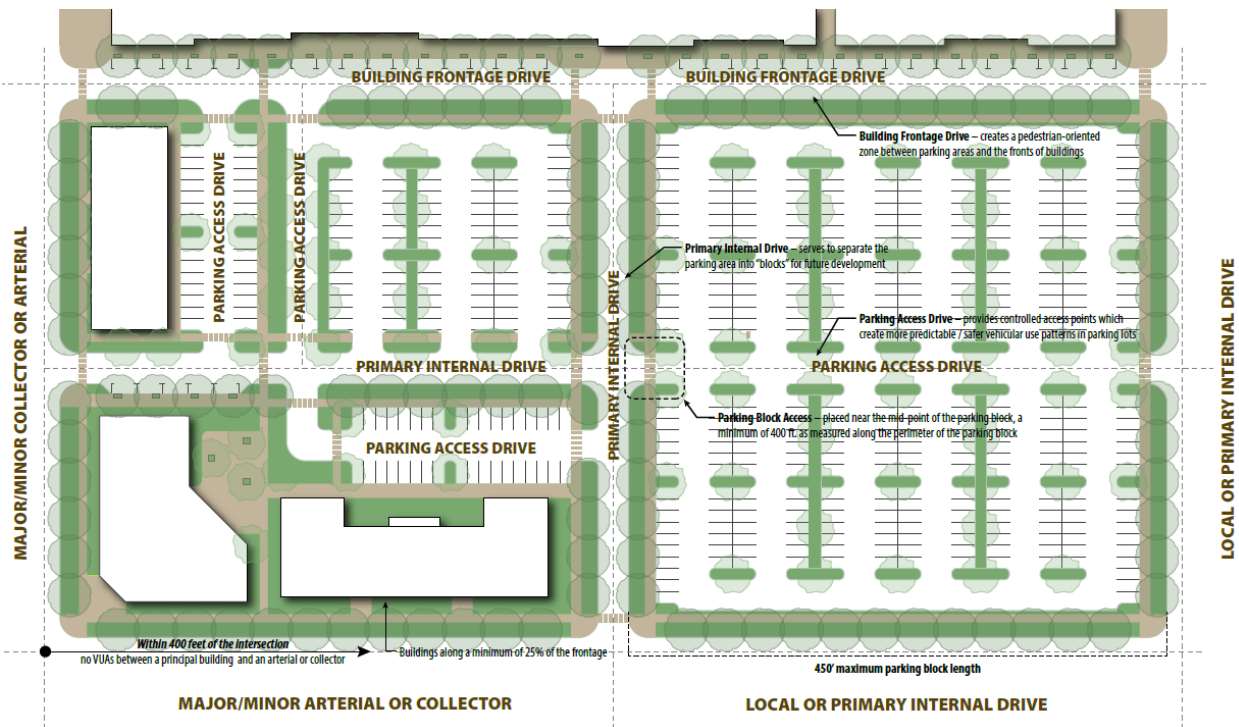 BUILDING FRONTAGE DRIVE
BUILDING FRONTAGE DRIVE
Building Frontage Drive – creates a pedestrian-oriented
zone between parking areas and the fronts of buildings
PARKING ACCESS DRIVE
PARKING ACCESS DRIVE
Primary Internal Drive – serves to separate the
parking area into "blocks" for future development
MAJOR/MINOR COLLECTOR OR ARTERIAL
PRIMARY INTERNAL DRIVE
LOCAL OR PRIMARY INTERNAL DRIVE
Parking Access Drive – provides controlled access points which
create more predictable / safer vehicular use patterns in parking lots
PRIMARY INTERNAL DRIVE
PARKING ACCESS DRIVE
Parking Block Access – placed near the mid-point of the parking block, a
minimum of 400 ft. as measured along the perimeter of the parking block
PARKING ACCESS DRIVE
Within 400 feet of the intersection
no VUAs between a principal building and an arterial or collector
Buildings along a minimum of 25% of the frontage
450' maximum parking block length
MAJOR/MINOR ARTERIAL OR COLLECTOR
LOCAL OR PRIMARY INTERNAL DRIVE